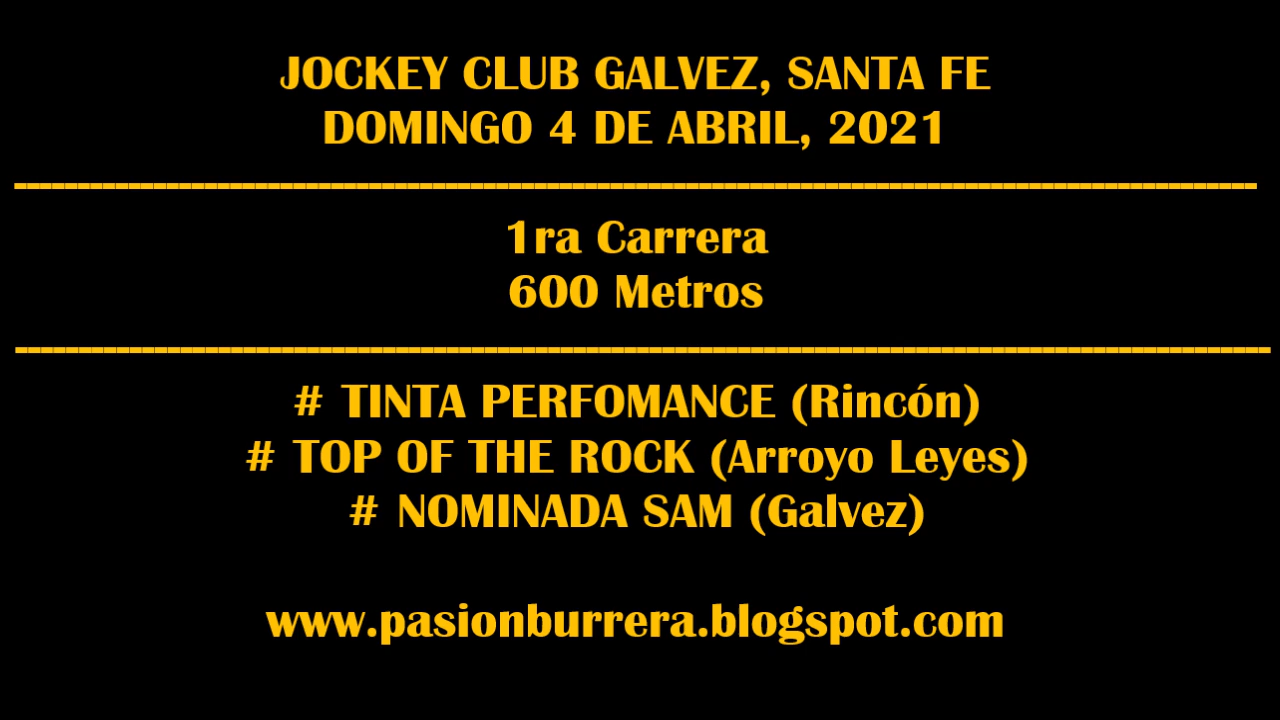 JOCKEY CLUB GALVEZ, SANTA FE
DOMINGO 4 DE ABRIL, 2021
1ra Carrera
600 Metros
# TINTA PERFOMANCE (Rincón)
# TOP OF THE ROCK (Arroyo Leyes)
# NOMINADA SAM (Galvez)
www.pasionburrera.blogspot.com